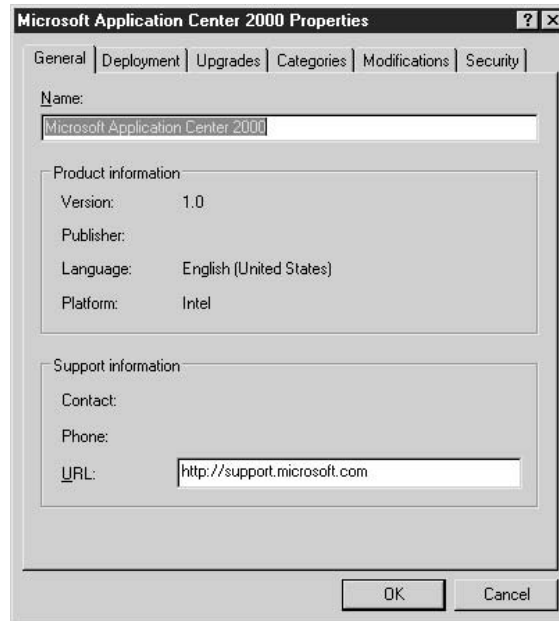 Microsoft Application Center 2000 Properties
General Deployment Upgrades Categories Modifications Security
Name:
Microsoft Application Center 2000
Product information
Version: 1.0
Publisher:
Language: English (United States)
Platform: Intel
Support information
Contact:
Phone:
URL: http://support.microsoft.com
OK Cancel